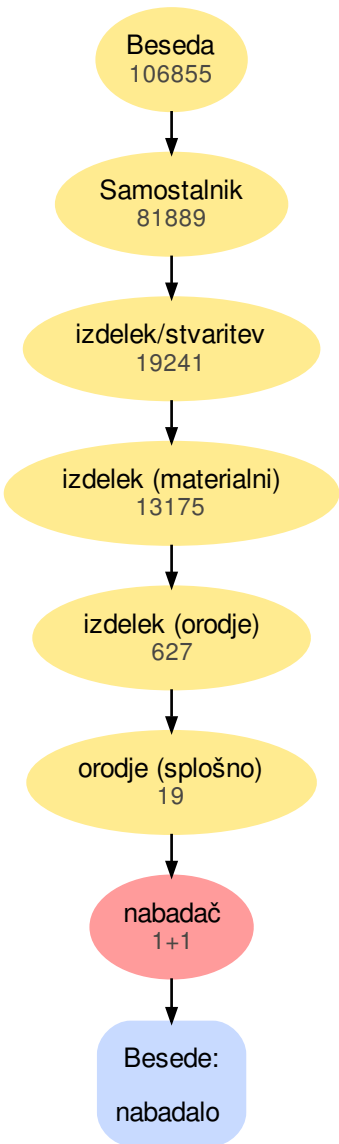 Beseda
106855
Samostalnik
81889
izdelek/stvaritev
19241
izdelek (materialni)
13175
izdelek (orodje)
627
orodje (splošno)
19
nabadač
1+1
Besede:
nabadalo